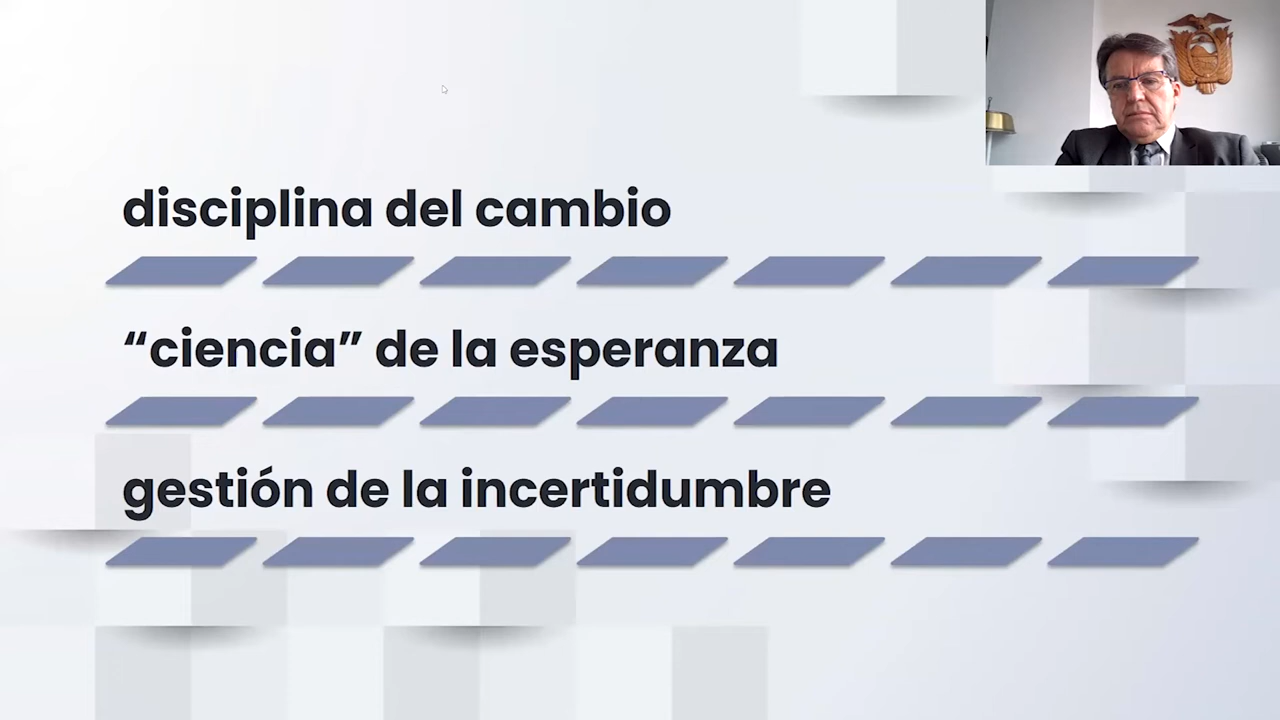 disciplina del cambio
“ciencia” de la esperanza
gestión de la incertidumbre